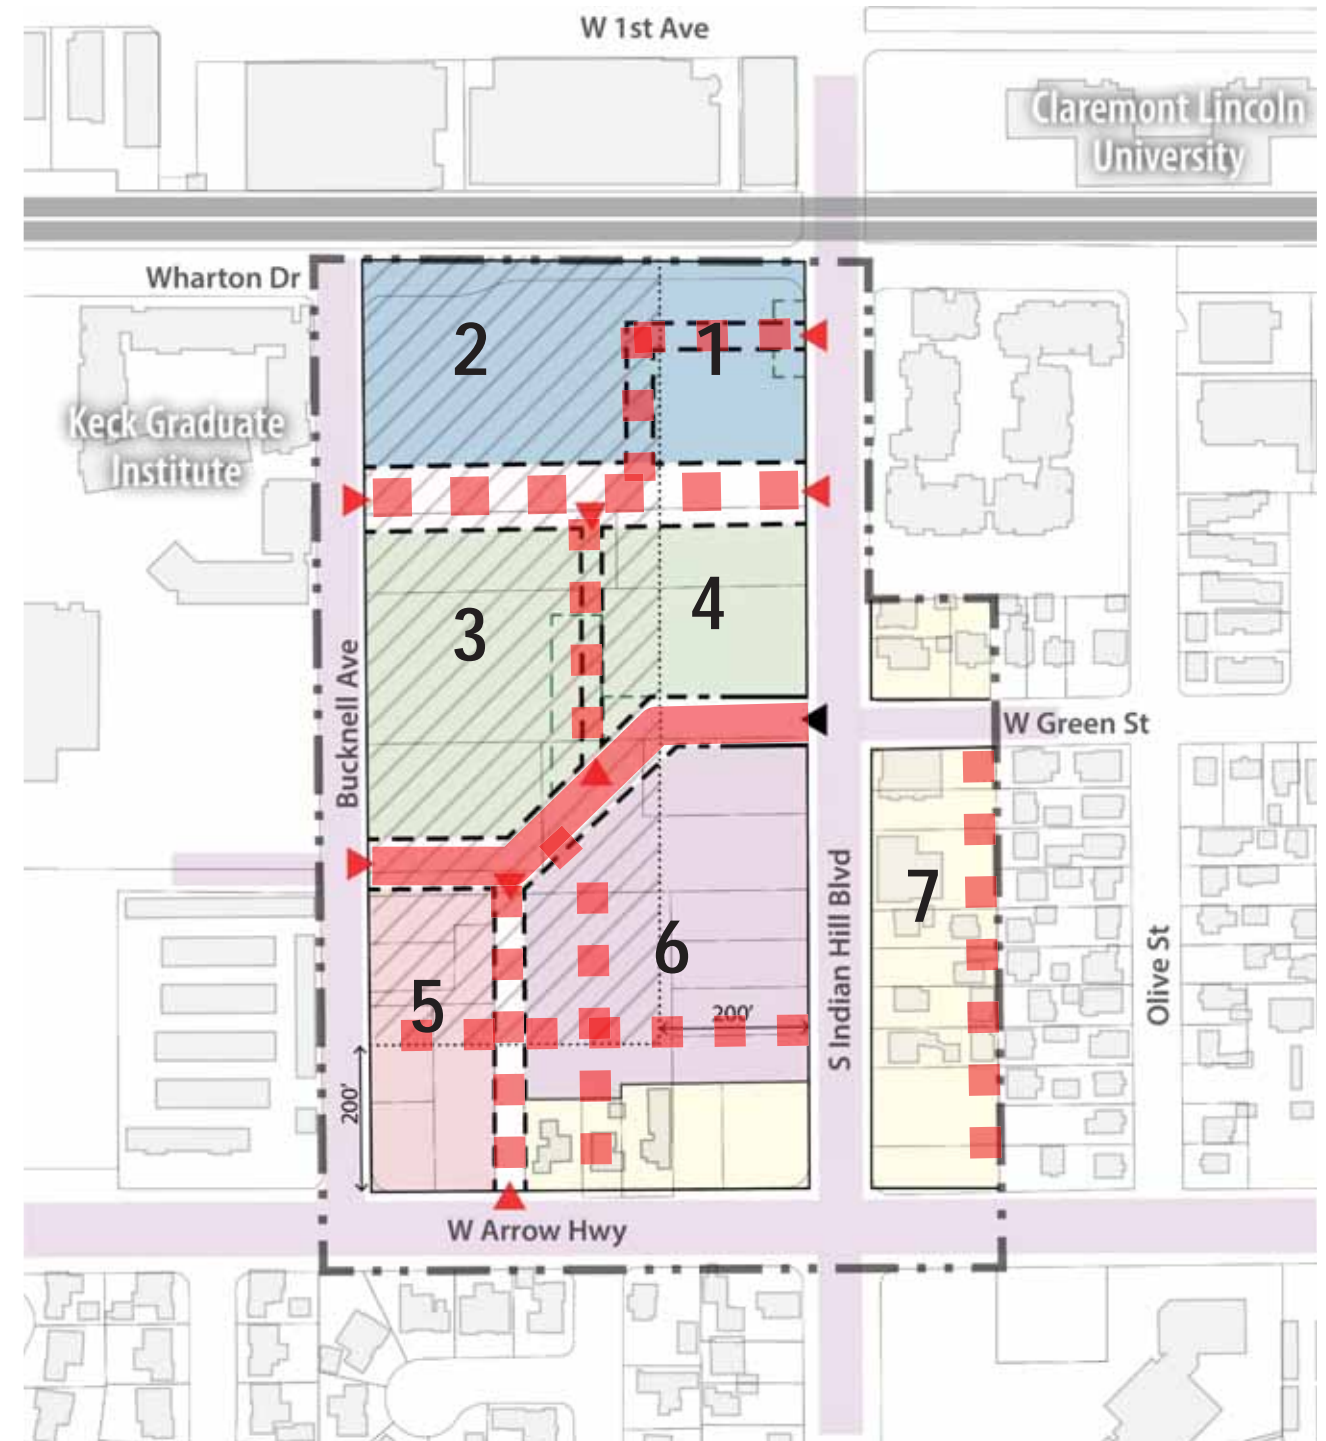 W 1st Ave
Claremont Lincoln
University
Wharton Dr
2
1
Keck Graduate
Institute
3
4
Bucknell Ave
W Green St
S Indian Hill Blvd
7
6
5
Olive St
200'
200'
W Arrow Hwy